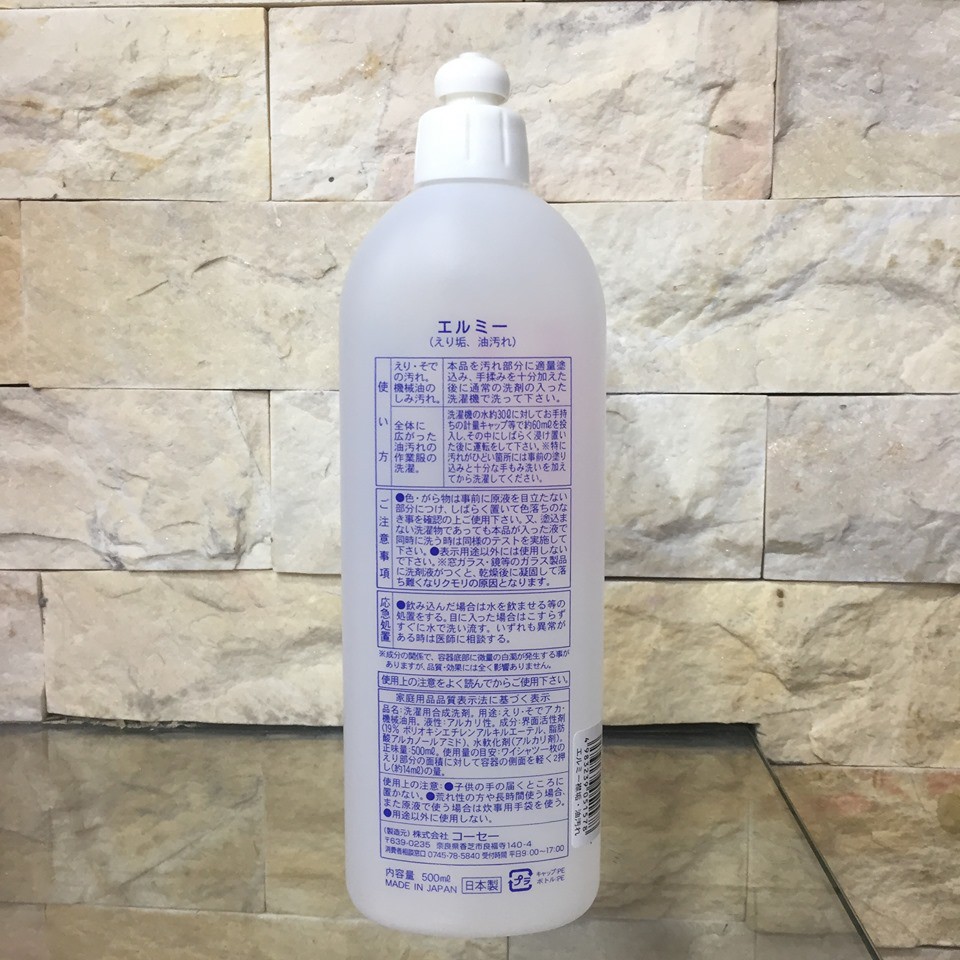 エルミー
(えり垢、油汚れ)
使い方
えり・そで
の汚れ。
機械油の
しみ汚れ。
本品を汚れ部分に適量塗
込み、手揉みを十分加えた
後に通常の洗剤の入った
洗濯機で洗って下さい。
全体に
広がった
油汚れの
作業服の
洗濯。
洗濯機の水約30ℓに対してお手持
ちの計量キャップ等で約60mℓを投
入し、その中にしばらく浸け置い
た後に運転をして下さい。※特に
汚れがひどい箇所には事前の塗り
込みと十分な手もみ洗いを加え
てから洗濯してください。
ご注意事項
●色・がら物は事前に原液を目立たない
部分につけ、しばらく置いて色落ちのな
き事を確認の上ご使用下さい。又、塗込ま
ない洗濯物であっても本品が入った液で
同時に洗う時は同様のテストを実施して
下さい。●表示用途以外には使用しない
で下さい。※窓ガラス・鏡等のガラス製品
に洗剤液がつくと、乾燥後に凝固して落
ち難くなりクモリの原因となります。
応急処置
●飲み込んだ場合は水を飲ませる等の
処置をする。目に入った場合はこすらず
すぐに水で洗い流す。いずれも異常が
ある時は医師に相談する。
※成分の関係で、容器底部に微量の白濁が発生する事が
ありますが、品質・効果には全く影響ありません。
使用上の注意をよく読んでからご使用下さい。
家庭用品品質表示法に基づく表示
品名:洗濯用合成洗剤。用途:えり・そでアカ・
機械油用。液性:アルカリ性。成分:界面活性剤
(19% ポリオキシエチレンアルキルエーテル、脂肪
酸アルカノールアミド)、水軟化剤(アルカリ剤)。
正味量:500mℓ。使用量の目安:ワイシャツ一枚の
えり部分の面積に対して容器の側面を軽く2押
し(約14mℓ)の量。
使用上の注意:●子供の手の届くところに
置かない。●荒れ性の方や長時間使う場合、
また原液で使う場合は炊事用手袋を使う。
●用途以外に使用しない。
(製造元) 株式会社 コーセー
〒639-0235 奈良県香芝市良福寺140-4
消費者相談窓口 0745-78-5840 受付時間 平日9:00~17:00
内容量 500mℓ
MADE IN JAPAN
日本製
プラ
キャップ:PE
ボトル:PE
4983239051578
エルミー襟垢・油汚れ